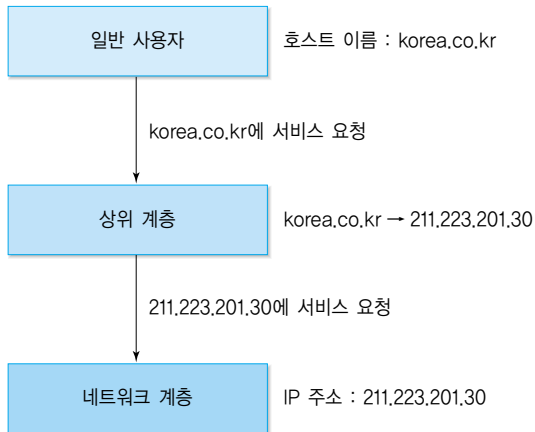 일반 사용자 호스트 이름 : korea.co.kr
korea.co.kr에 서비스 요청
상위 계층 korea.co.kr → 211.223.201.30
211.223.201.30에 서비스 요청
네트워크 계층 IP 주소 : 211.223.201.30